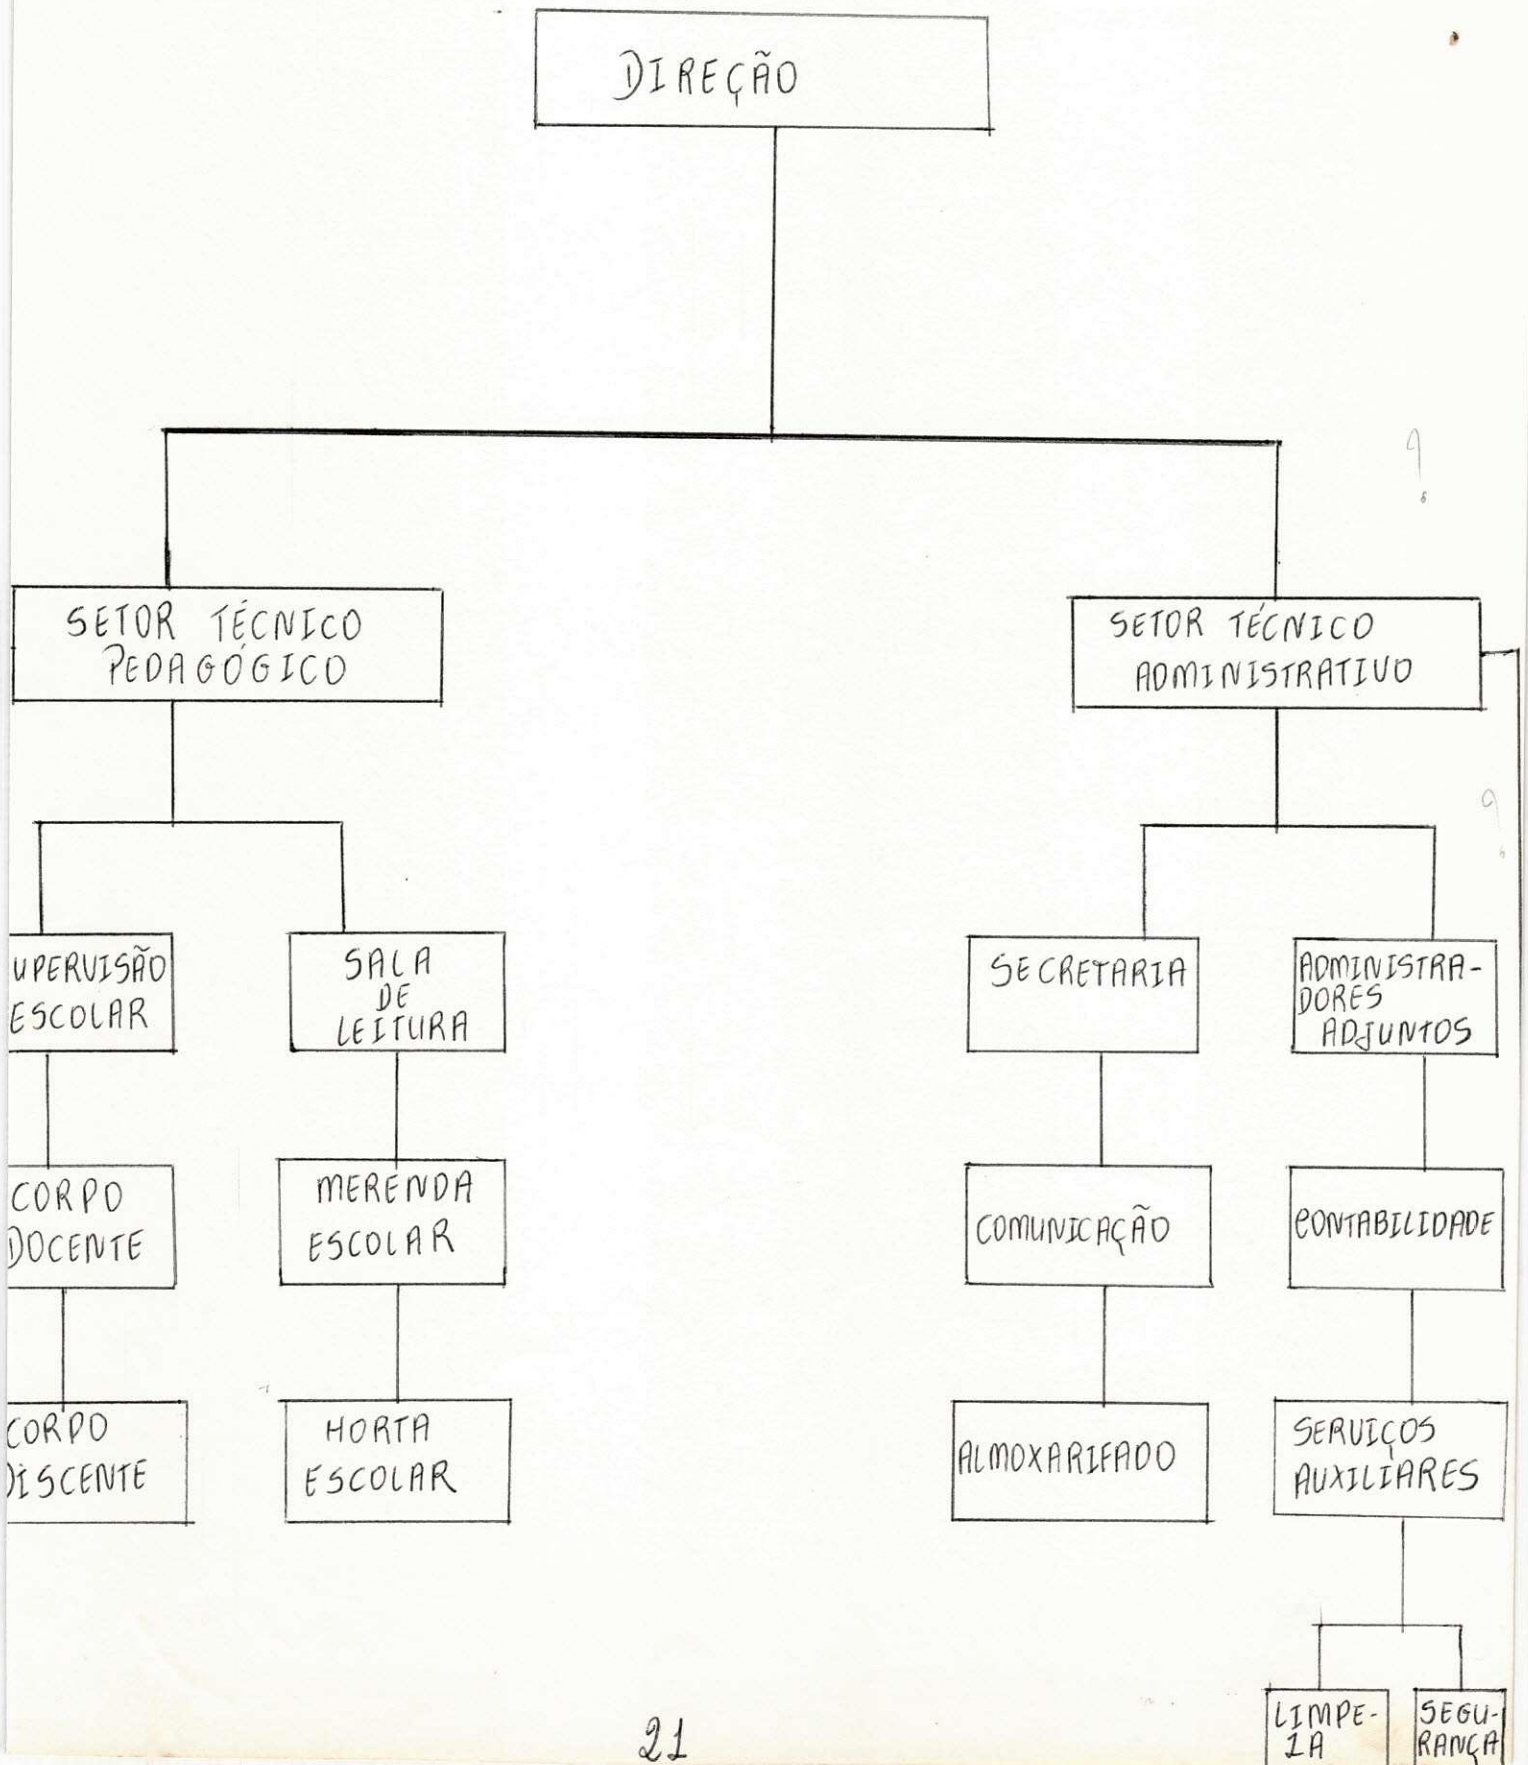 DIREÇÃO
SETOR TÉCNICO
PEDAGÓGICO
SETOR TÉCNICO
ADMINISTRATIVO
UPERVISÃO
ESCOLAR
SALA
DE
LEITURA
SECRETARIA
ADMINISTRA-
DORES
ADJUNTOS
CORPO
DOCENTE
MERENDA
ESCOLAR
COMUNICAÇÃO
CONTABILIDADE
CORPO
DISCENTE
HORTA
ESCOLAR
ALMOXARIFADO
SERVIÇOS
AUXILIARES
LIMPE-
ZA
SEGU-
RANÇA
21